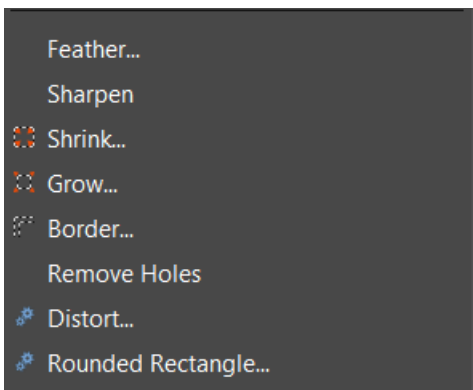 Feather...
Sharpen
Shrink...
Grow...
Border...
Remove Holes
Distort...
Rounded Rectangle...